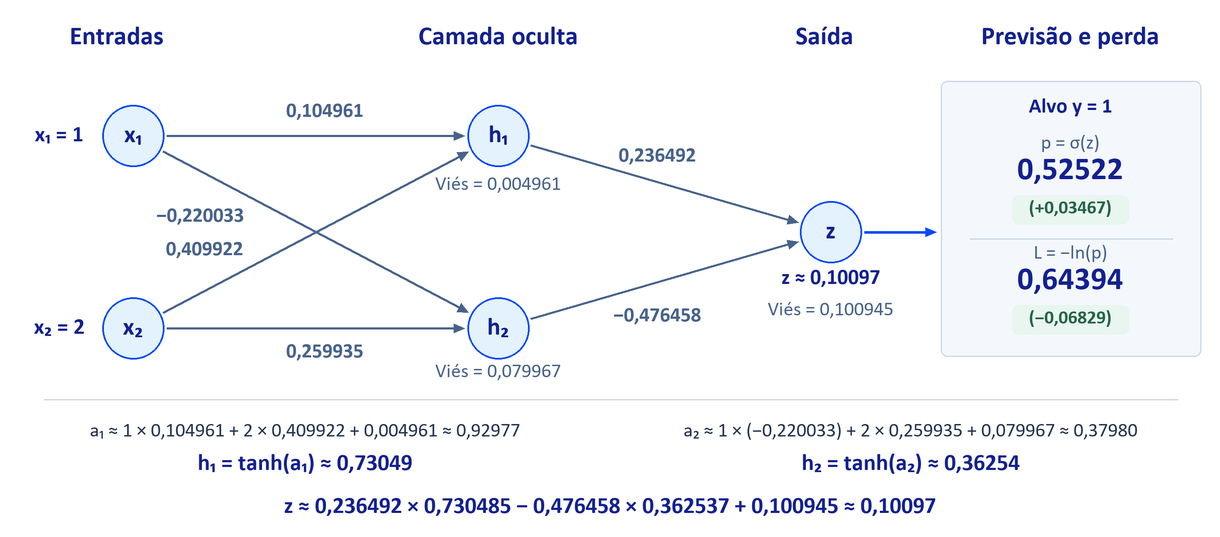 Entradas
Camada oculta
Saída
Previsão e perda
x₁ = 1
x₁
0,104961
h₁
Viés = 0,004961
−0,220033
0,409922
x₂ = 2
x₂
0,259935
h₂
Viés = 0,079967
0,236492
−0,476458
z
z ≈ 0,10097
Viés = 0,100945
Alvo y = 1
p = σ(z)
0,52522
(+0,03467)
L = −ln(p)
0,64394
(−0,06829)
a₁ ≈ 1 × 0,104961 + 2 × 0,409922 + 0,004961 ≈ 0,92977
h₁ = tanh(a₁) ≈ 0,73049
a₂ ≈ 1 × (−0,220033) + 2 × 0,259935 + 0,079967 ≈ 0,37980
h₂ = tanh(a₂) ≈ 0,36254
z ≈ 0,236492 × 0,730485 − 0,476458 × 0,362537 + 0,100945 ≈ 0,10097